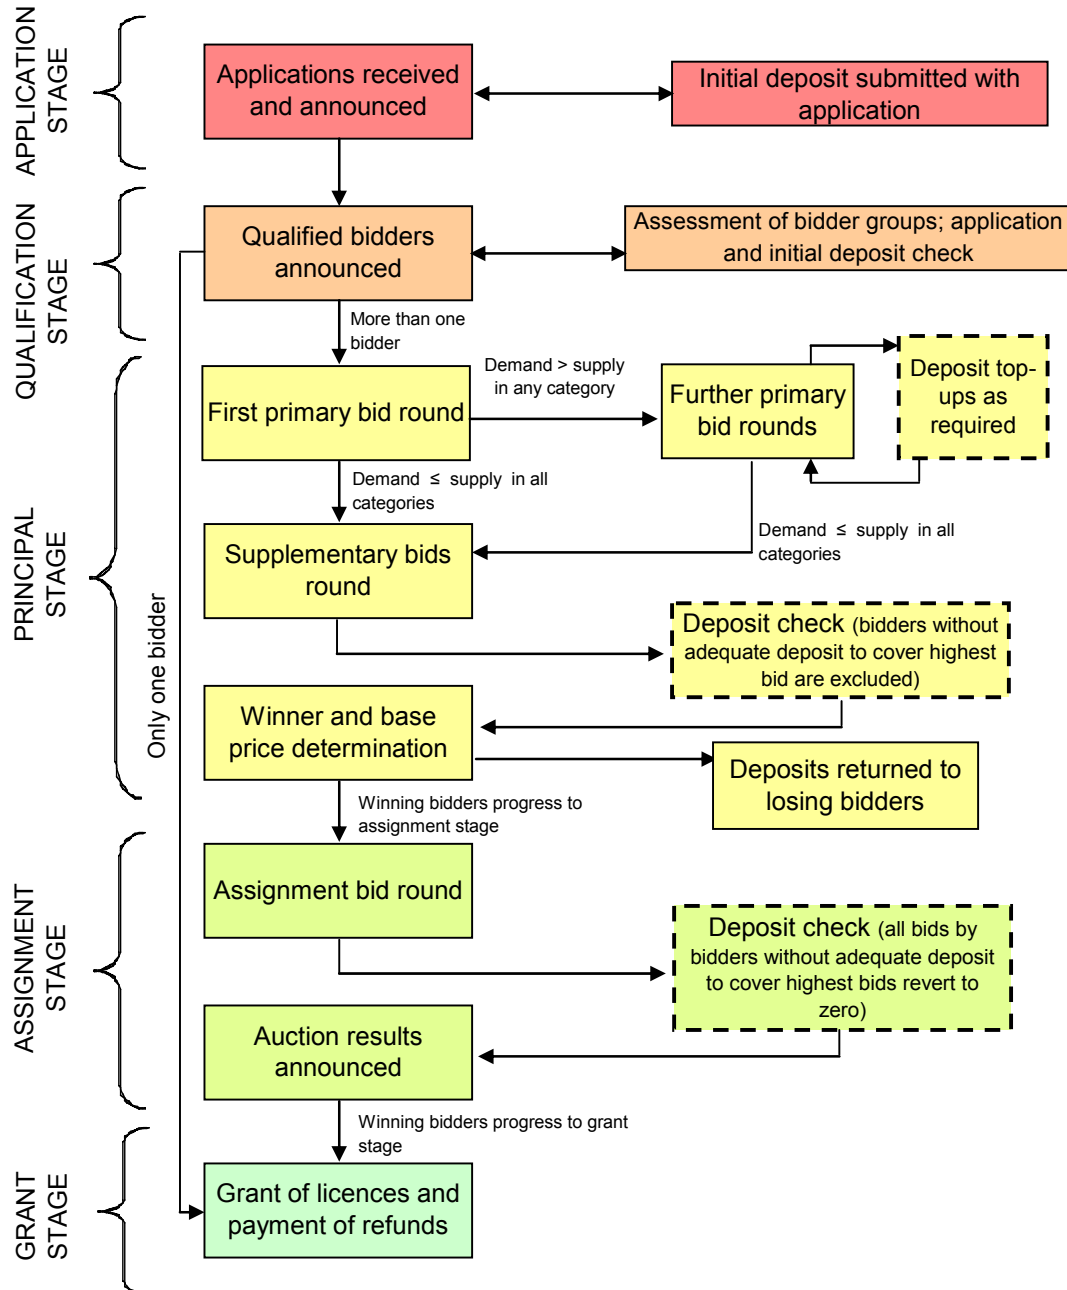 APPLICATION
STAGE
Applications received
and announced
Initial deposit submitted with
application
QUALIFICATION
STAGE
Qualified bidders
announced
Assessment of bidder groups; application
and initial deposit check
More than one
bidder
PRINCIPAL
STAGE
First primary bid round
Demand > supply
in any category
Further primary
bid rounds
Deposit top-
ups as
required
Demand ≤ supply in all
categories
Demand ≤ supply in all
categories
Supplementary bids
round
Deposit check (bidders without
adequate deposit to cover highest
bid are excluded)
Only one bidder
Winner and base
price determination
Deposits returned to
losing bidders
Winning bidders progress to
assignment stage
ASSIGNMENT
STAGE
Assignment bid round
Deposit check (all bids by
bidders without adequate deposit
to cover highest bids revert to
zero)
Auction results
announced
Winning bidders progress to grant
stage
GRANT
STAGE
Grant of licences and
payment of refunds